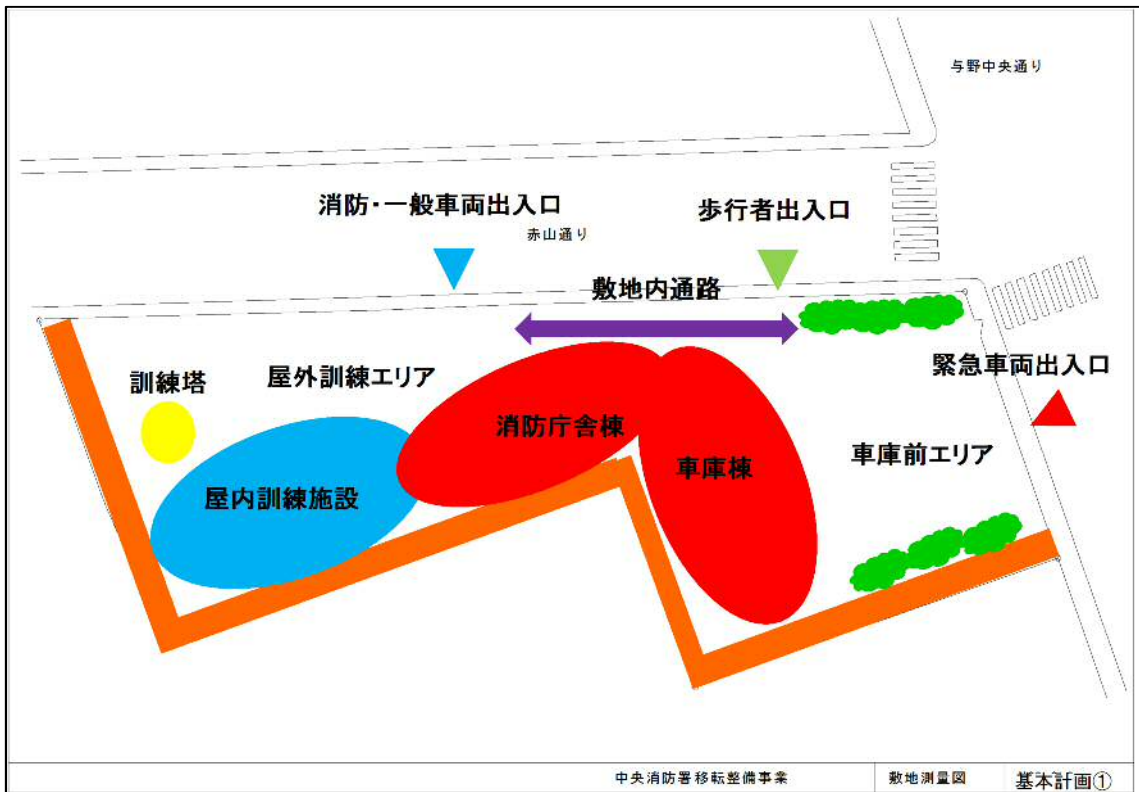 与野中央通り
消防・一般車両出入口
歩行者出入口
赤山通り
敷地内通路
緊急車両出入口
訓練塔
屋外訓練エリア
消防庁舎棟
車庫棟
車庫前エリア
屋内訓練施設
中央消防署移転整備事業
敷地測量図
基本計画①